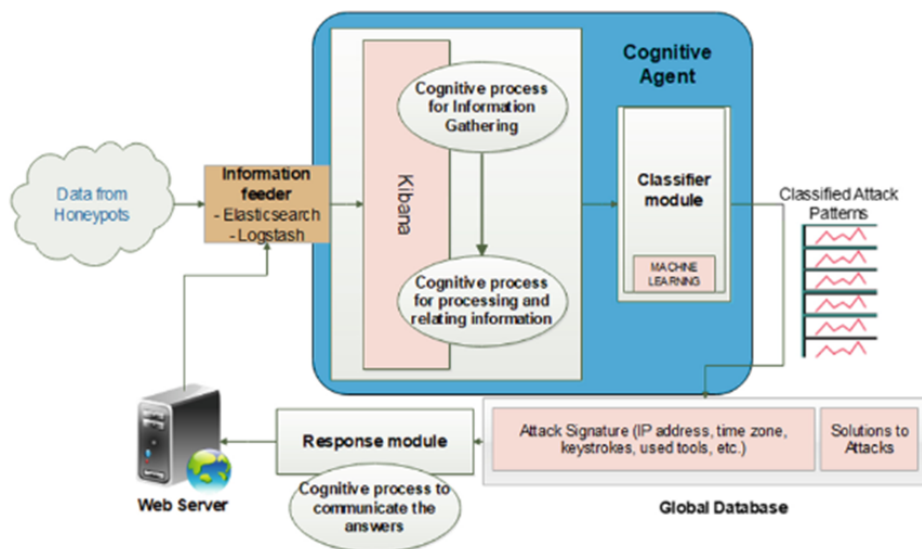 Cognitive
Agent
Cognitive process
for Information
Gathering
Kibana
Cognitive process
for processing and
relating information
Classifier
module
MACHINE
LEARNING
Data from
Honeypots
Information
feeder
- Elasticsearch
- Logstash
Classified Attack
Patterns
Attack Signature (IP address, time zone,
keystrokes, used tools, etc.)
Solutions to
Attacks
Global Database
Response module
Cognitive process to
communicate the
answers
Web Server